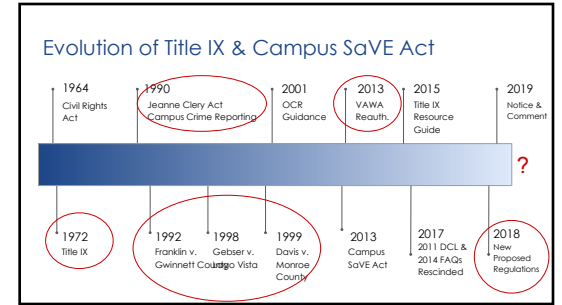 Evolution of Title IX & Campus SaVE Act
1964
Civil Rights
Act
1990
Jeanne Clery Act
Campus Crime Reporting
2001
OCR
Guidance
2013
VAWA
Reauth.
2015
Title IX
Resource
Guide
2019
Notice &
Comment
?
1972
Title IX
1992
Franklin v.
Gwinnett County
1998
Gebser v.
Lago Vista
1999
Davis v.
Monroe
County
2013
Campus
SaVE Act
2017
2011 DCL &
2014 FAQs
Rescinded
2018
New
Proposed
Regulations